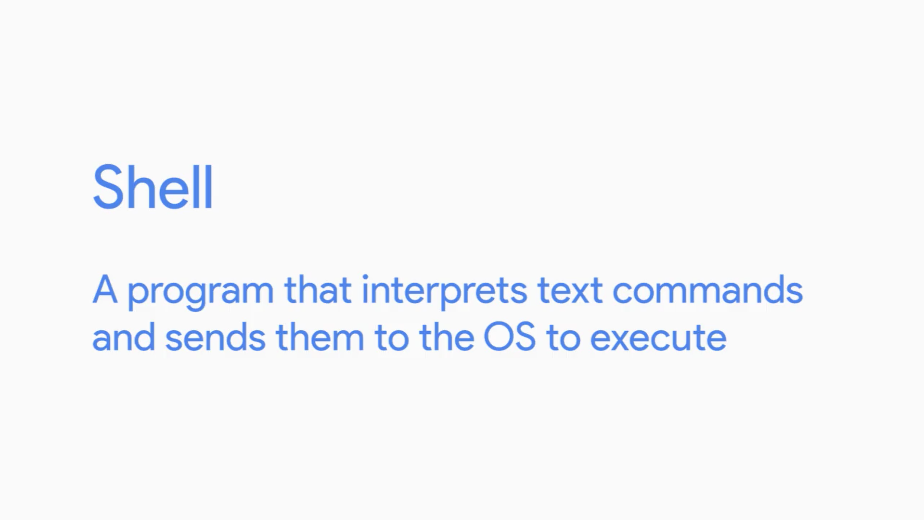 Shell
A program that interprets text commands
and sends them to the OS to execute